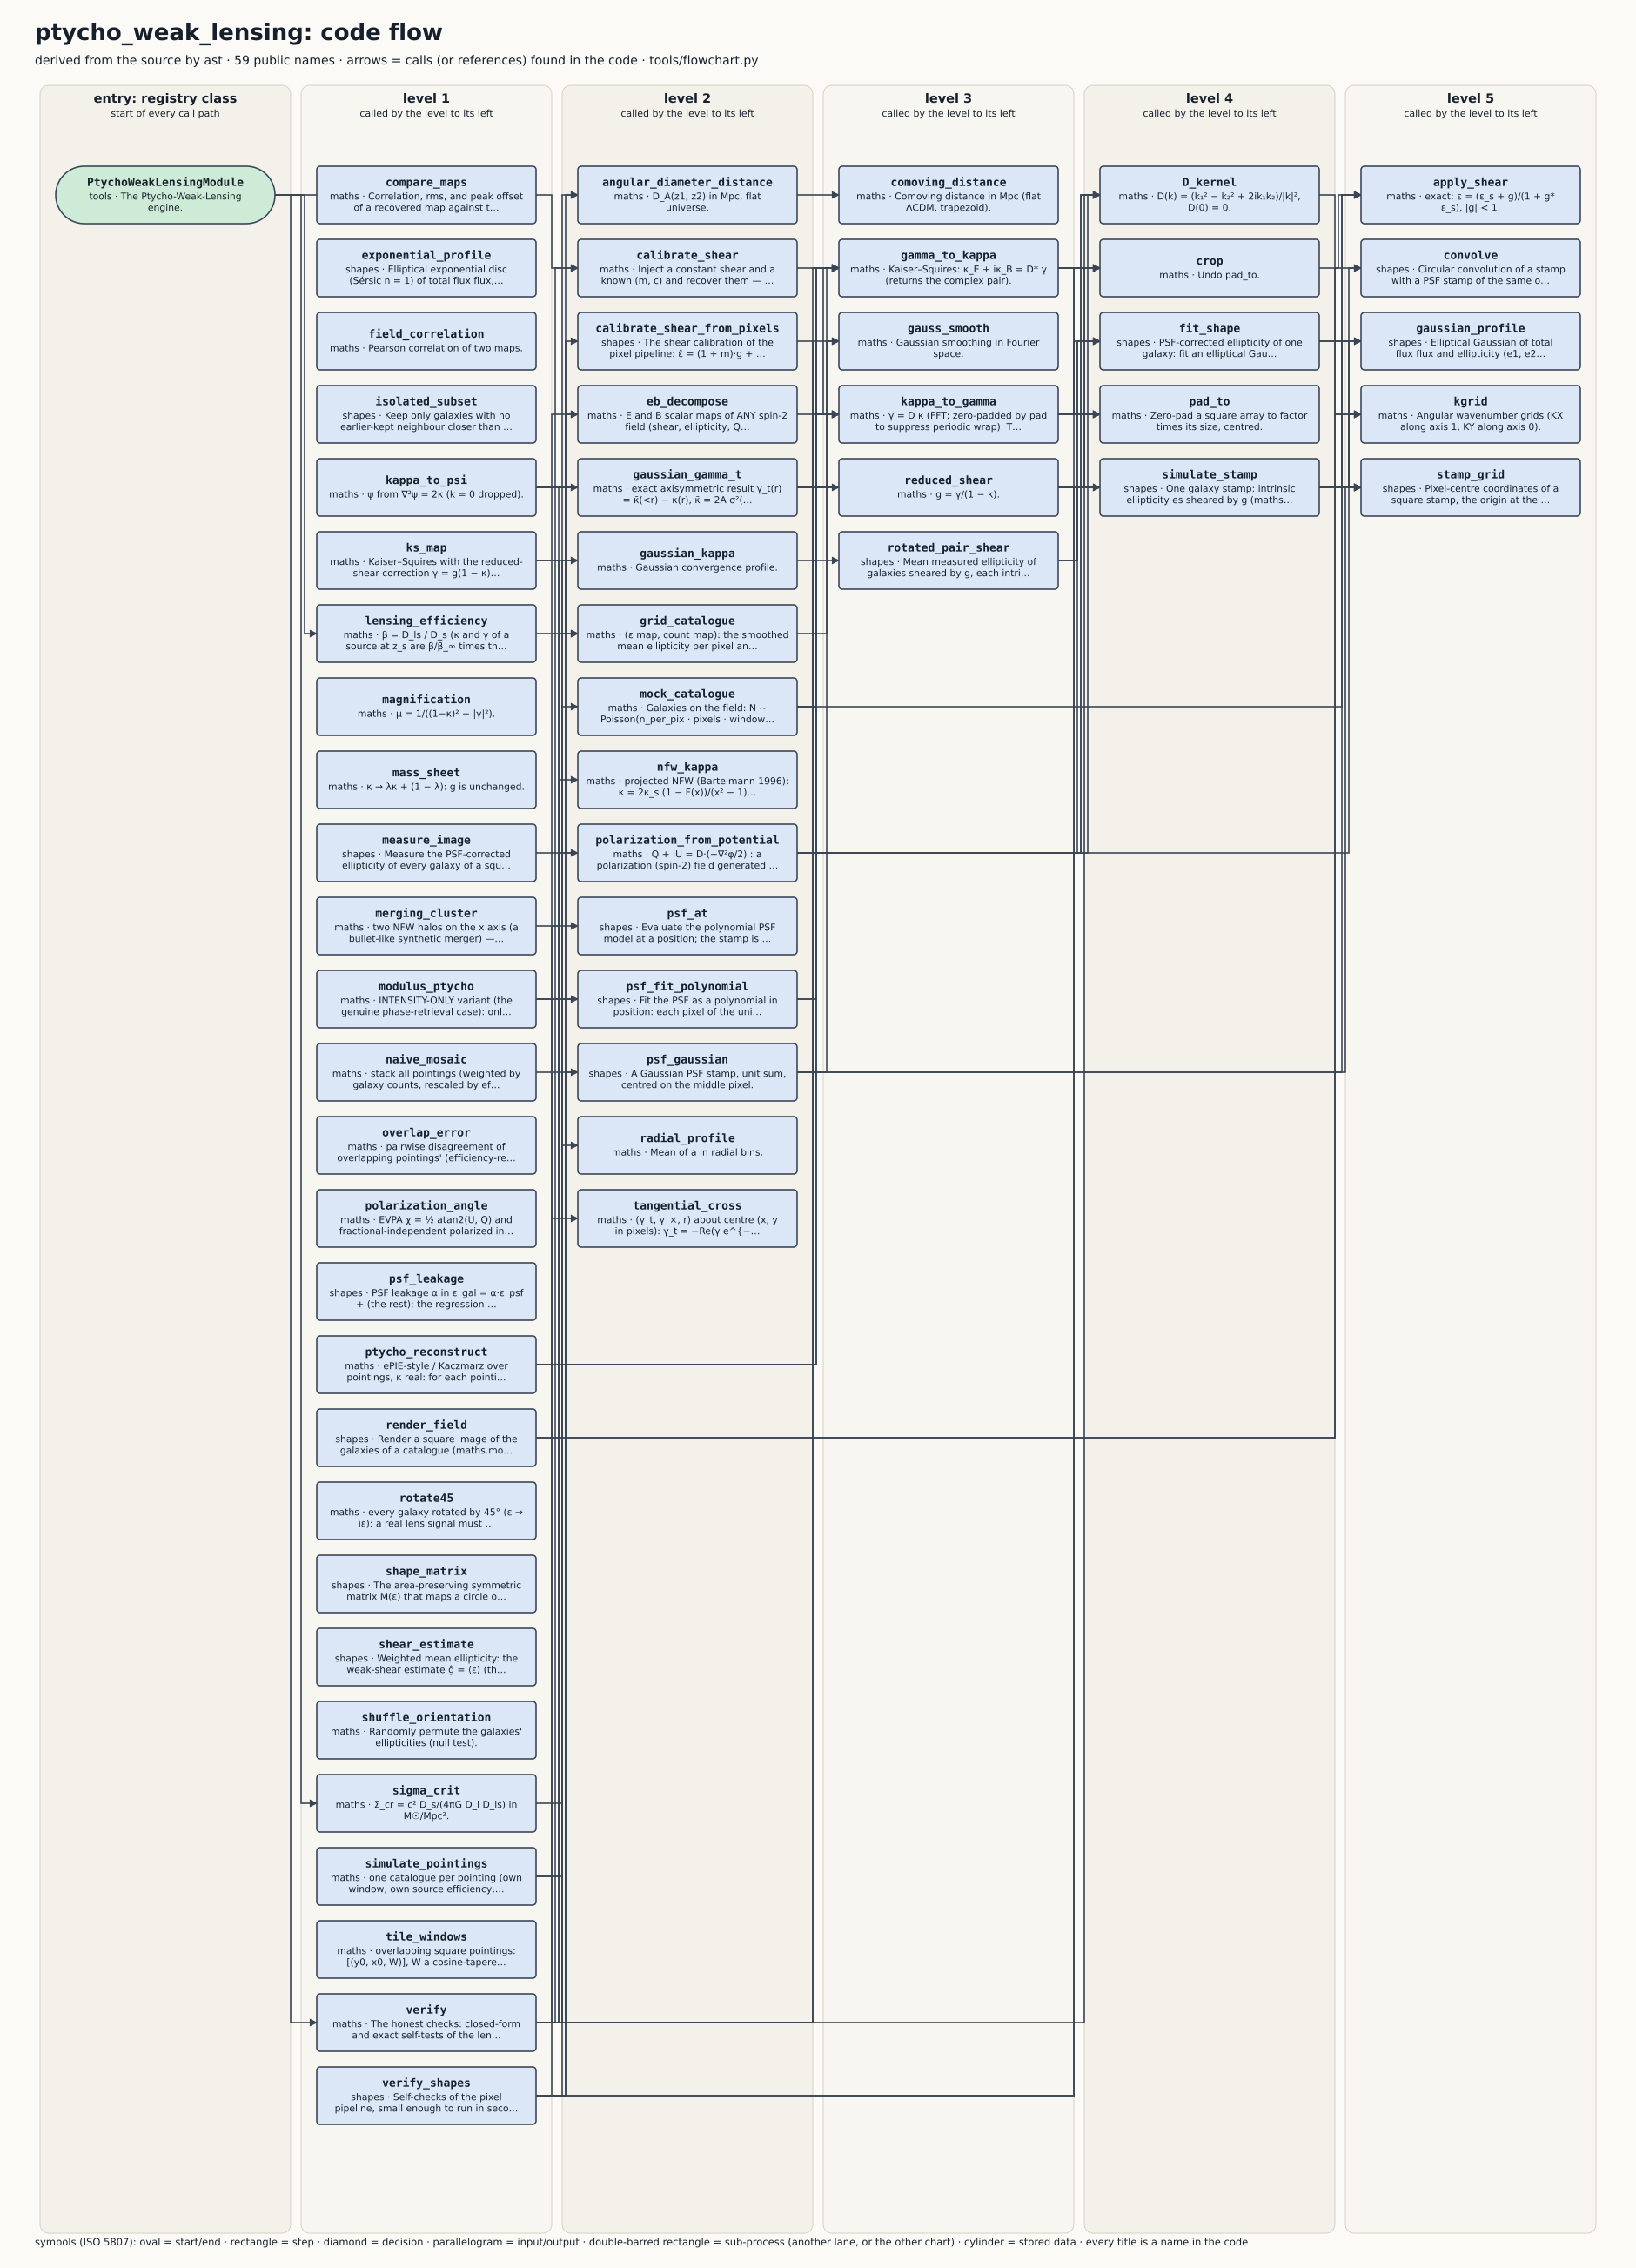 ptycho_weak_lensing: code flow
derived from the source by ast · 59 public names · arrows = calls (or references) found in the code · tools/flowchart.py
entry: registry class
start of every call path
PtychoWeakLensingModule
tools · The Ptycho-Weak-Lensing
engine.
level 1
called by the level to its left
compare_maps
maths · Correlation, rms, and peak offset
of a recovered map against t…
exponential_profile
shapes · Elliptical exponential disc
(Sérsic n = 1) of total flux flux,…
field_correlation
maths · Pearson correlation of two maps.
isolated_subset
shapes · Keep only galaxies with no
earlier-kept neighbour closer than …
kappa_to_psi
maths · ψ from ∇²ψ = 2κ (k = 0 dropped).
ks_map
maths · Kaiser–Squires with the reduced-
shear correction γ = g(1 − κ)…
lensing_efficiency
maths · β = D_ls / D_s (κ and γ of a
source at z_s are β/β_∞ times th…
magnification
maths · μ = 1/((1−κ)² − |γ|²).
mass_sheet
maths · κ → λκ + (1 − λ): g is unchanged.
measure_image
shapes · Measure the PSF-corrected
ellipticity of every galaxy of a squ…
merging_cluster
maths · two NFW halos on the x axis (a
bullet-like synthetic merger) —…
modulus_ptycho
maths · INTENSITY-ONLY variant (the
genuine phase-retrieval case): onl…
naive_mosaic
maths · stack all pointings (weighted by
galaxy counts, rescaled by ef…
overlap_error
maths · pairwise disagreement of
overlapping pointings' (efficiency-re…
polarization_angle
maths · EVPA χ = ½ atan2(U, Q) and
fractional-independent polarized in…
psf_leakage
shapes · PSF leakage α in ε_gal = α·ε_psf
+ (the rest): the regression …
ptycho_reconstruct
maths · ePIE-style / Kaczmarz over
pointings, κ real: for each pointi…
render_field
shapes · Render a square image of the
galaxies of a catalogue (maths.mo…
rotate45
maths · every galaxy rotated by 45° (ε →
iε): a real lens signal must …
shape_matrix
shapes · The area-preserving symmetric
matrix M(ε) that maps a circle o…
shear_estimate
shapes · Weighted mean ellipticity: the
weak-shear estimate ĝ = ⟨ε⟩ (th…
shuffle_orientation
maths · Randomly permute the galaxies'
ellipticities (null test).
sigma_crit
maths · Σ_cr = c² D_s/(4πG D_l D_ls) in
M☉/Mpc².
simulate_pointings
maths · one catalogue per pointing (own
window, own source efficiency,…
tile_windows
maths · overlapping square pointings:
[(y0, x0, W)], W a cosine-tapere…
verify
maths · The honest checks: closed-form
and exact self-tests of the len…
verify_shapes
shapes · Self-checks of the pixel
pipeline, small enough to run in seco…
level 2
called by the level to its left
angular_diameter_distance
maths · D_A(z1, z2) in Mpc, flat
universe.
calibrate_shear
maths · Inject a constant shear and a
known (m, c) and recover them — …
calibrate_shear_from_pixels
shapes · The shear calibration of the
pixel pipeline: ε̂ = (1 + m)·g + …
eb_decompose
maths · E and B scalar maps of ANY spin-2
field (shear, ellipticity, Q…
gaussian_gamma_t
maths · exact axisymmetric result γ_t(r)
= κ̄(<r) − κ(r), κ̄ = 2A σ²(…
gaussian_kappa
maths · Gaussian convergence profile.
grid_catalogue
maths · (ε map, count map): the smoothed
mean ellipticity per pixel an…
mock_catalogue
maths · Galaxies on the field: N ~
Poisson(n_per_pix · pixels · window…
nfw_kappa
maths · projected NFW (Bartelmann 1996):
κ = 2κ_s (1 − F(x))/(x² − 1)…
polarization_from_potential
maths · Q + iU = D·(−∇²φ/2) : a
polarization (spin-2) field generated …
psf_at
shapes · Evaluate the polynomial PSF
model at a position; the stamp is …
psf_fit_polynomial
shapes · Fit the PSF as a polynomial in
position: each pixel of the uni…
psf_gaussian
shapes · A Gaussian PSF stamp, unit sum,
centred on the middle pixel.
radial_profile
maths · Mean of a in radial bins.
tangential_cross
maths · (γ_t, γ_×, r) about centre (x, y
in pixels): γ_t = −Re(γ e^{−…
level 3
called by the level to its left
comoving_distance
maths · Comoving distance in Mpc (flat
ΛCDM, trapezoid).
gamma_to_kappa
maths · Kaiser–Squires: κ_E + iκ_B = D* γ
(returns the complex pair).
gauss_smooth
maths · Gaussian smoothing in Fourier
space.
kappa_to_gamma
maths · γ = D κ (FFT; zero-padded by pad
to suppress periodic wrap). T…
reduced_shear
maths · g = γ/(1 − κ).
rotated_pair_shear
shapes · Mean measured ellipticity of
galaxies sheared by g, each intri…
level 4
called by the level to its left
D_kernel
maths · D(k) = (k₁² − k₂² + 2ik₁k₂)/|k|²,
D(0) = 0.
crop
maths · Undo pad_to.
fit_shape
shapes · PSF-corrected ellipticity of one
galaxy: fit an elliptical Gau…
pad_to
maths · Zero-pad a square array to factor
times its size, centred.
simulate_stamp
shapes · One galaxy stamp: intrinsic
ellipticity es sheared by g (maths…
level 5
called by the level to its left
apply_shear
maths · exact: ε = (ε_s + g)/(1 + g*
ε_s), |g| < 1.
convolve
shapes · Circular convolution of a stamp
with a PSF stamp of the same o…
gaussian_profile
shapes · Elliptical Gaussian of total
flux flux and ellipticity (e1, e2…
kgrid
maths · Angular wavenumber grids (KX
along axis 1, KY along axis 0).
stamp_grid
shapes · Pixel-centre coordinates of a
square stamp, the origin at the …
symbols (ISO 5807): oval = start/end · rectangle = step · diamond = decision · parallelogram = input/output · double-barred rectangle = sub-process (another lane, or the other chart) · cylinder = stored data · every title is a name in the code